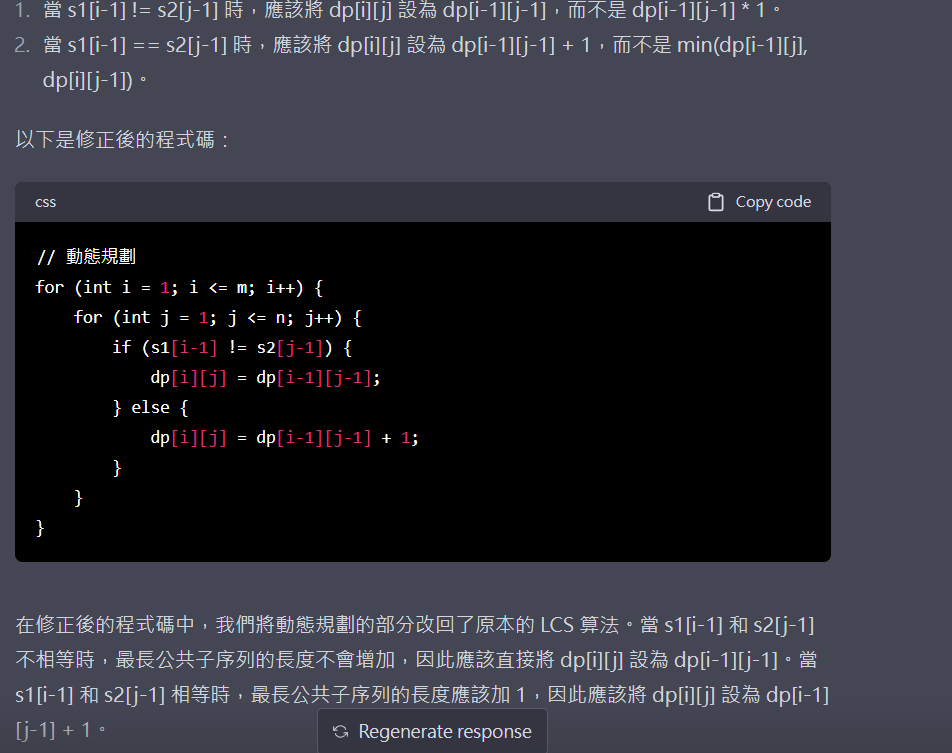 1. 當 s1[i-1] != s2[j-1] 時，應該將 dp[i][j] 設為 dp[i-1][j-1]，而不是 dp[i-1][j-1] * 1。
2. 當 s1[i-1] == s2[j-1] 時，應該將 dp[i][j] 設為 dp[i-1][j-1] + 1，而不是 min(dp[i-1][j],
dp[i][j-1])。
以下是修正後的程式碼：
css Copy code
// 動態規劃
for (int i = 1; i <= m; i++) {
    for (int j = 1; j <= n; j++) {
        if (s1[i-1] != s2[j-1]) {
            dp[i][j] = dp[i-1][j-1];
        } else {
            dp[i][j] = dp[i-1][j-1] + 1;
        }
    }
}
在修正後的程式碼中，我們將動態規劃的部分改回了原本的 LCS 算法。當 s1[i-1] 和 s2[j-1]
不相等時，最長公共子序列的長度不會增加，因此應該直接將 dp[i][j] 設為 dp[i-1][j-1]。當
s1[i-1] 和 s2[j-1] 相等時，最長公共子序列的長度應該加 1，因此應該將 dp[i][j] 設為 dp[i-1]
[j-1] + 1。
Regenerate response